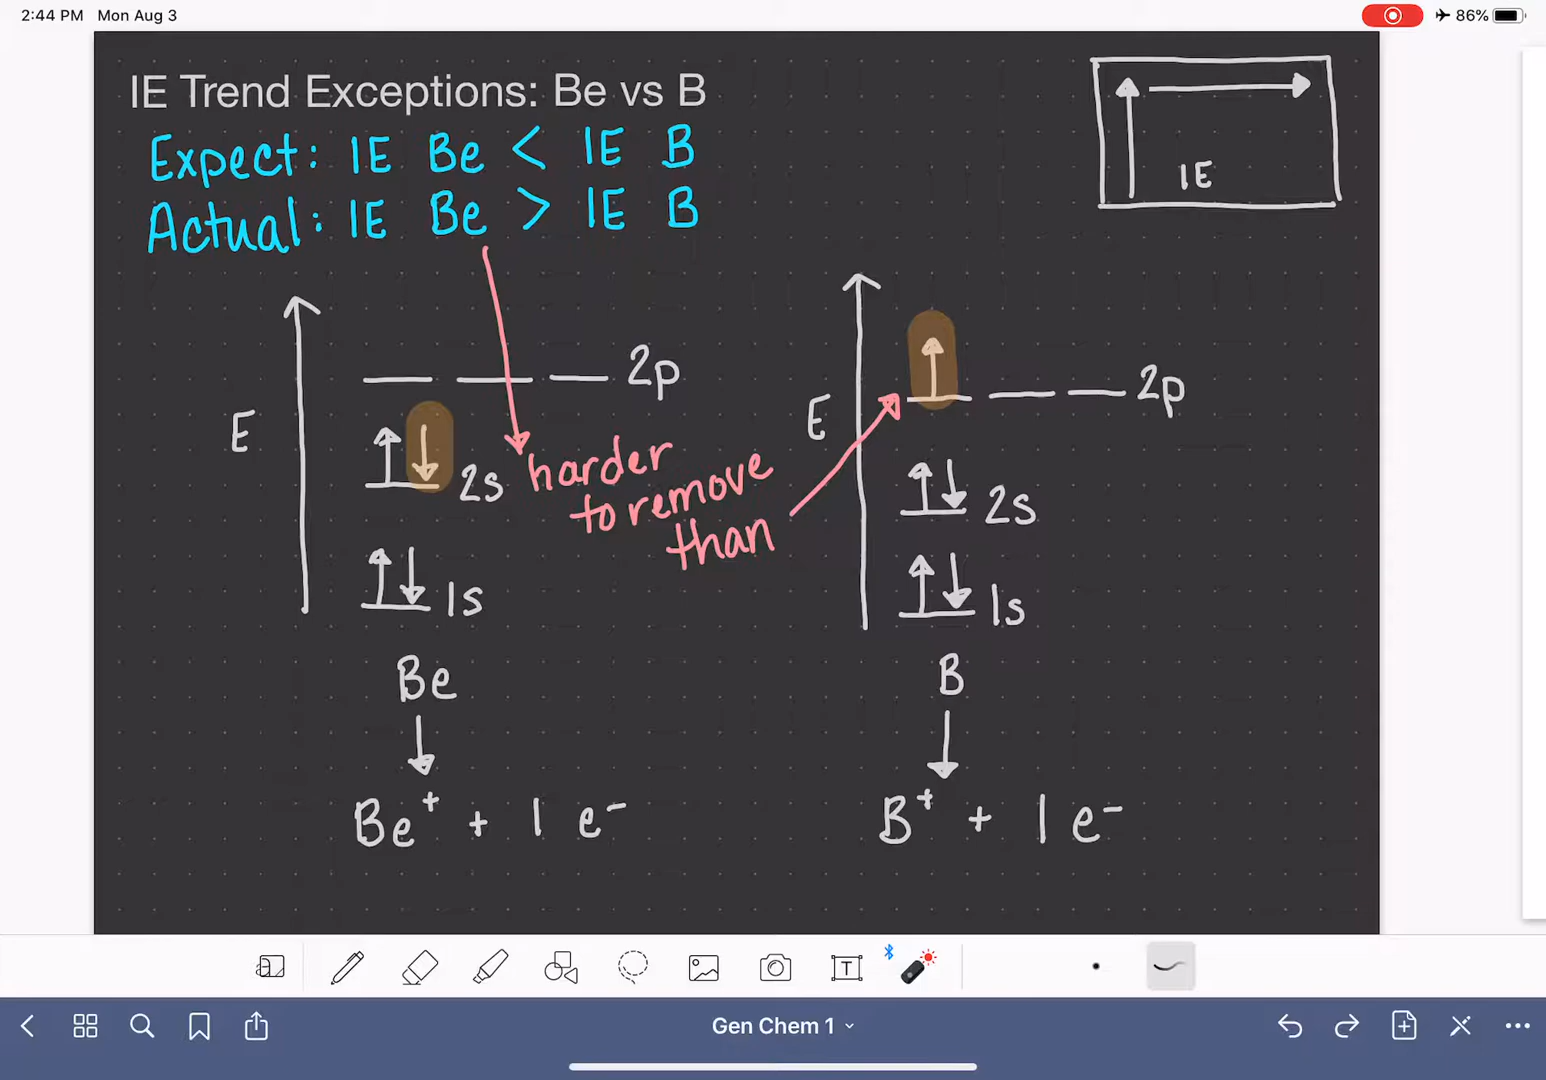 2:44 PM Mon Aug 3
86%
IE Trend Exceptions: Be vs B
Expect: IE Be < IE B
Actual: IE Be > IE B
IE
E
2p
2s
1s
harder
to remove
than
E
2p
2s
1s
Be
B
Be⁺ + 1 e⁻
B⁺ + 1 e⁻
T
Gen Chem 1